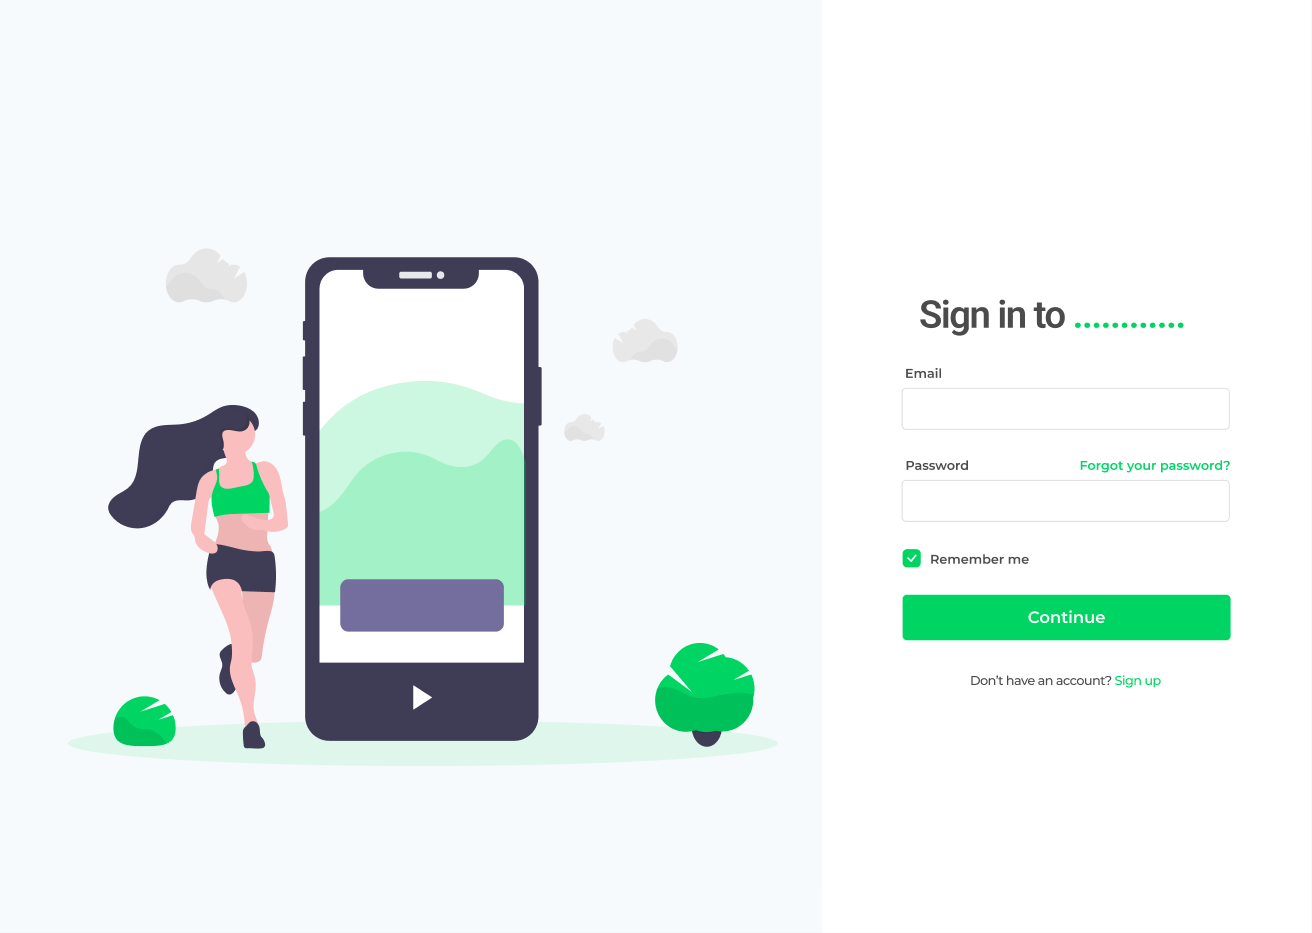 Sign in to ...........
Email
Password
Forgot your password?
Remember me
Continue
Don't have an account? Sign up